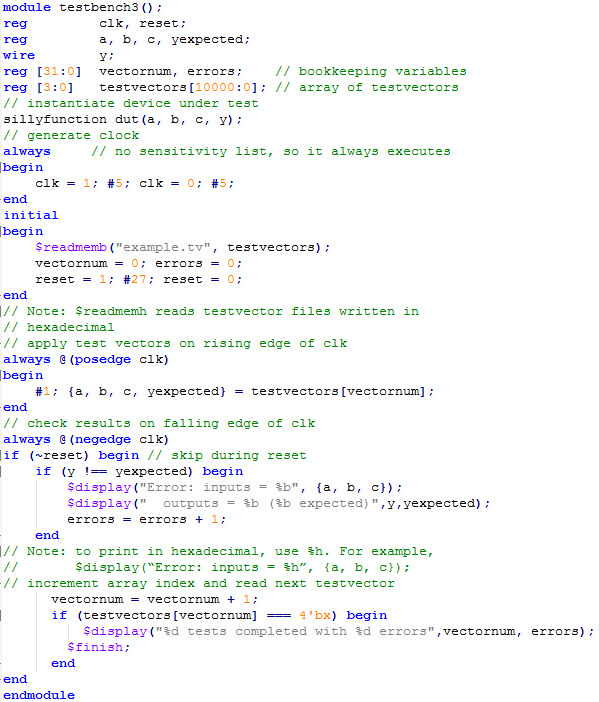 module testbench3();
reg         clk, reset;
reg         a, b, c, yexpected;
wire        y;
reg [31:0]  vectornum, errors;    // bookkeeping variables
reg [3:0]   testvectors[10000:0]; // array of testvectors
// instantiate device under test
sillyfunction dut(a, b, c, y);
// generate clock
always     // no sensitivity list, so it always executes
begin
    clk = 1; #5; clk = 0; #5;
end
initial
begin
    $readmemb("example.tv", testvectors);
    vectornum = 0; errors = 0;
    reset = 1; #27; reset = 0;
end
// Note: $readmemh reads testvector files written in
// hexadecimal
// apply test vectors on rising edge of clk
always @(posedge clk)
begin
    #1; {a, b, c, yexpected} = testvectors[vectornum];
end
// check results on falling edge of clk
always @(negedge clk)
if (~reset) begin // skip during reset
    if (y !== yexpected) begin
        $display("Error: inputs = %b", {a, b, c});
        $display("  outputs = %b (%b expected)",y,yexpected);
        errors = errors + 1;
    end
// Note: to print in hexadecimal, use %h. For example,
//       $display(“Error: inputs = %h”, {a, b, c});
// increment array index and read next testvector
      vectornum = vectornum + 1;
      if (testvectors[vectornum] === 4'bx) begin
          $display("%d tests completed with %d errors",vectornum, errors);
        $finish;
      end
end
endmodule